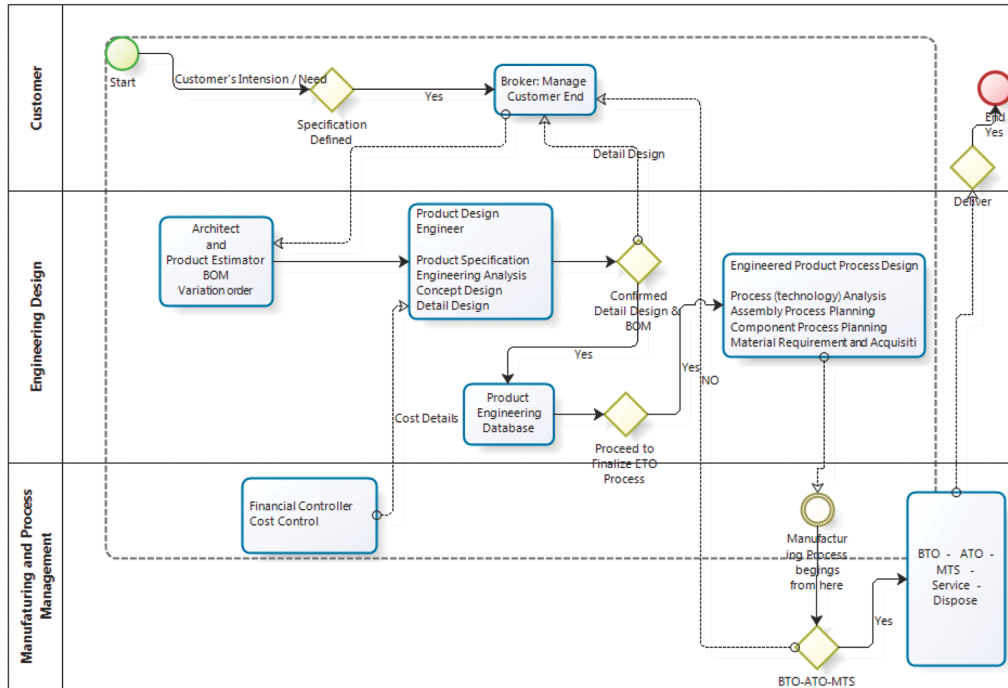 Customer
Start
Customer's Intension / Need
Specification
Defined
Yes
Broker: Manage
Customer End
Detail Design
End
Yes
Deliver
Engineering Design
Architect
and
Product Estimator
BOM
Variation order
Product Design
Engineer
Product Specification
Engineering Analysis
Concept Design
Detail Design
Confirmed
Detail Design &
BOM
Engineered Product Process Design
Process (technology) Analysis
Assembly Process Planning
Component Process Planning
Material Requirement and Acquisiti
Yes
Yes
NO
Cost Details
Product
Engineering
Database
Proceed to
Finalize ETO
Process
Manufaturing and Process
Management
Financial Controller
Cost Control
Manufactur
ing Process
begings
from here
BTO - ATO -
MTS -
Service -
Dispose
Yes
BTO-ATO-MTS